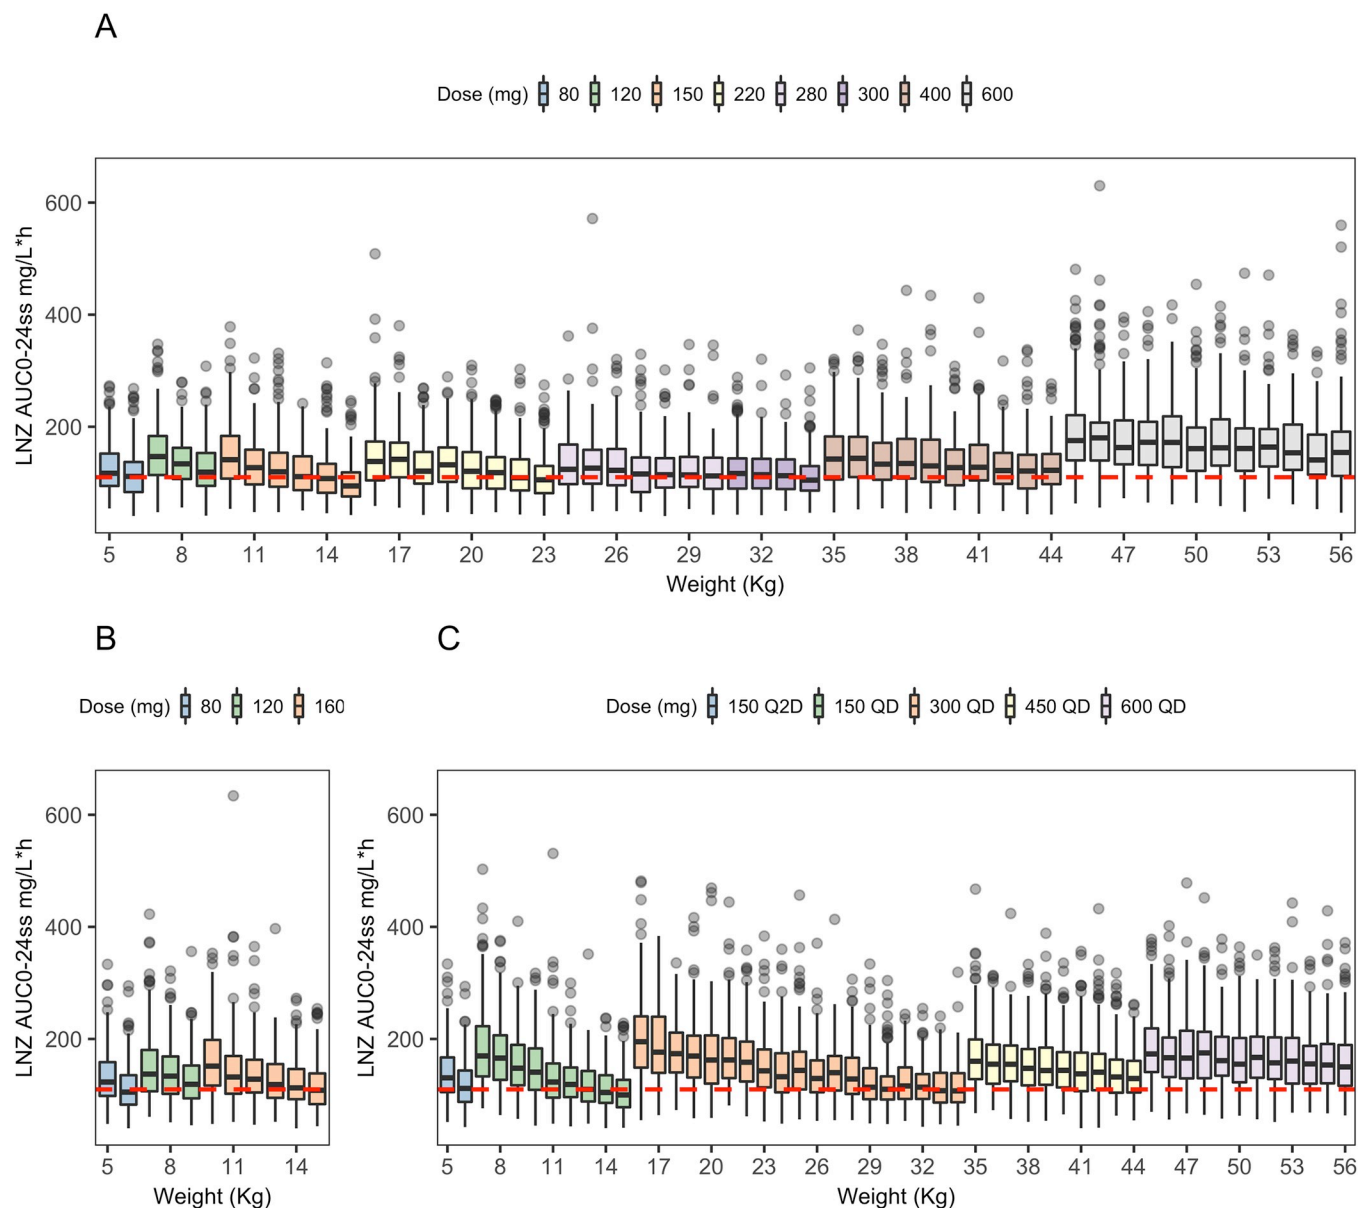 A
Dose (mg) 80 120 150 220 280 300 400 600
LNZ AUC0-24ss mg/L*h
600
400
200
5 8 11 14 17 20 23 26 29 32 35 38 41 44 47 50 53 56
Weight (Kg)
B
Dose (mg) 80 120 160
LNZ AUC0-24ss mg/L*h
600
400
200
5 8 11 14
Weight (Kg)
C
Dose (mg) 150 Q2D 150 QD 300 QD 450 QD 600 QD
LNZ AUC0-24ss mg/L*h
600
400
200
5 8 11 14 17 20 23 26 29 32 35 38 41 44 47 50 53 56
Weight (Kg)